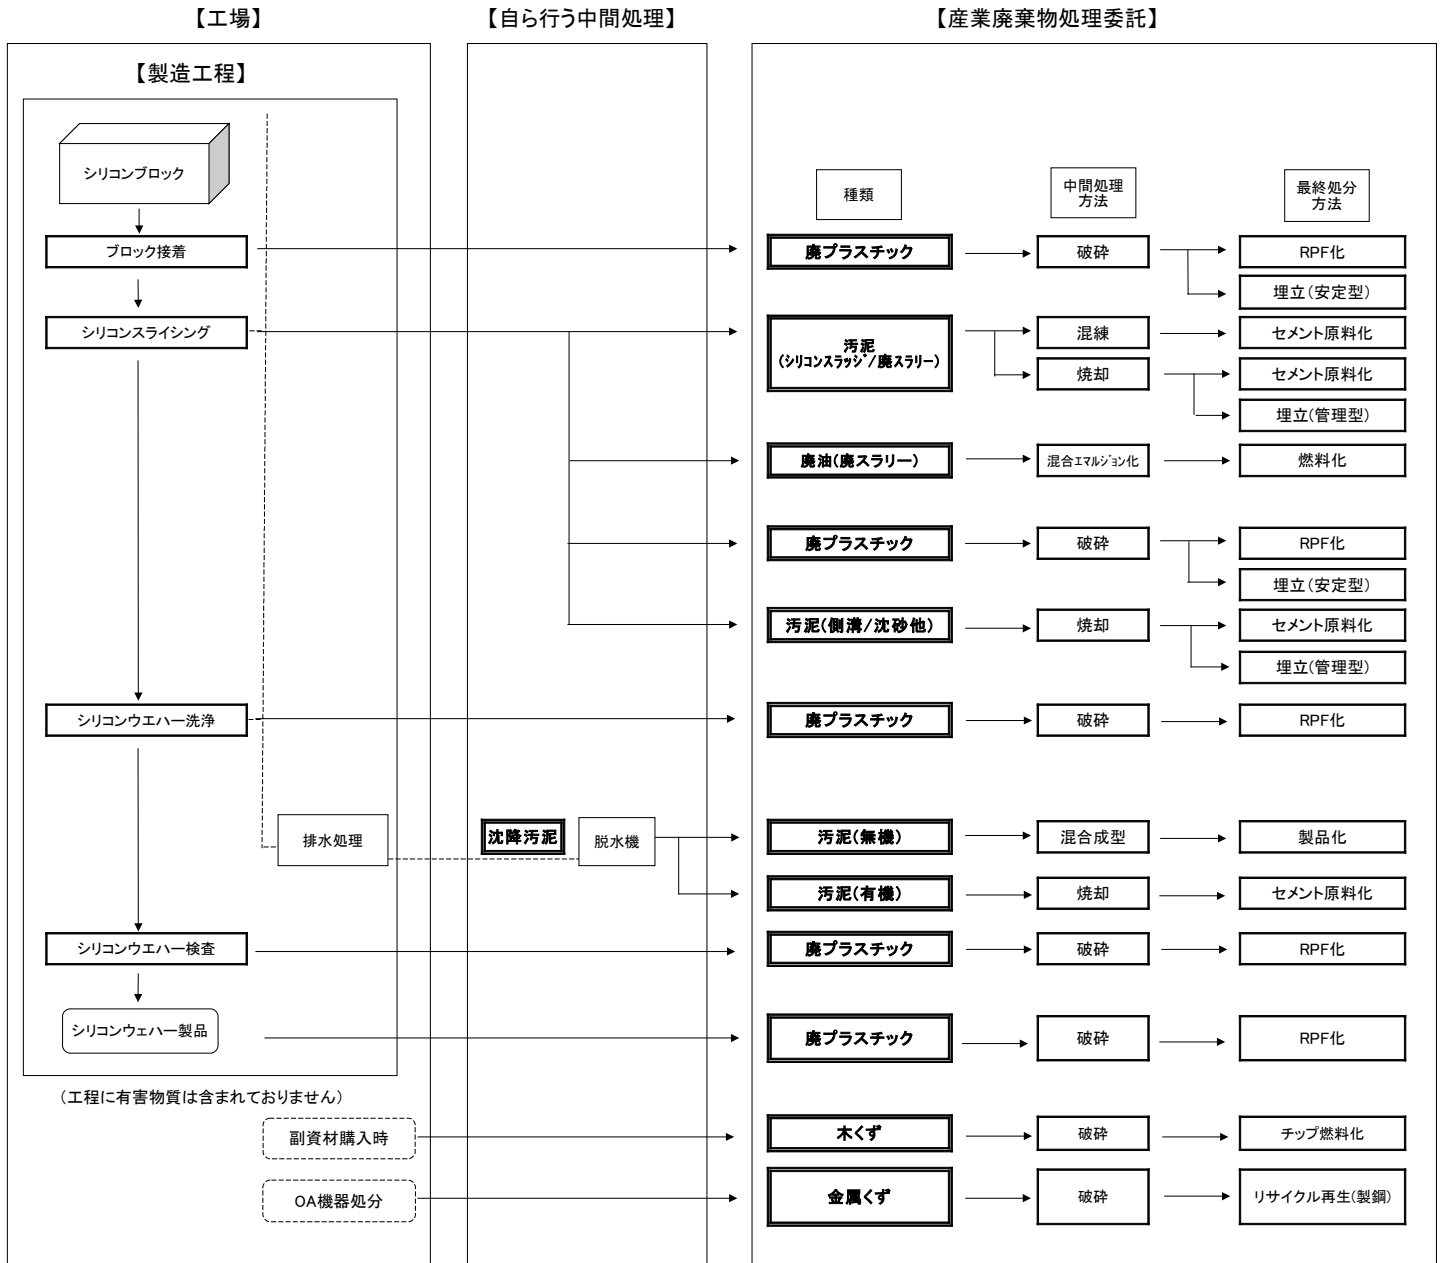 【工場】
【自ら行う中間処理】
【産業廃棄物処理委託】
【製造工程】
シリコンブロック
種類
中間処理
方法
最終処分
方法
ブロック接着
廃プラスチック
破砕
RPF化
埋立(安定型)
シリコンスライシング
汚泥
(シリコンスラッジ/廃スラリー)
混練
セメント原料化
焼却
セメント原料化
埋立(管理型)
廃油(廃スラリー)
混合エマルジョン化
燃料化
廃プラスチック
破砕
RPF化
埋立(安定型)
汚泥(側溝/沈砂他)
焼却
セメント原料化
埋立(管理型)
シリコンウエハー洗浄
廃プラスチック
破砕
RPF化
排水処理
沈降汚泥
脱水機
汚泥(無機)
混合成型
製品化
汚泥(有機)
焼却
セメント原料化
シリコンウエハー検査
廃プラスチック
破砕
RPF化
シリコンウェハー製品
廃プラスチック
破砕
RPF化
(工程に有害物質は含まれておりません)
副資材購入時
木くず
破砕
チップ燃料化
OA機器処分
金属くず
破砕
リサイクル再生(製鋼)